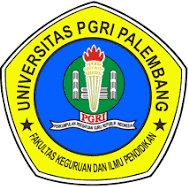 UNIVERSITAS PGRI PALEMBANG
PGRI
FAKULTAS KEGURUAN DAN ILMU PENDIDIKAN